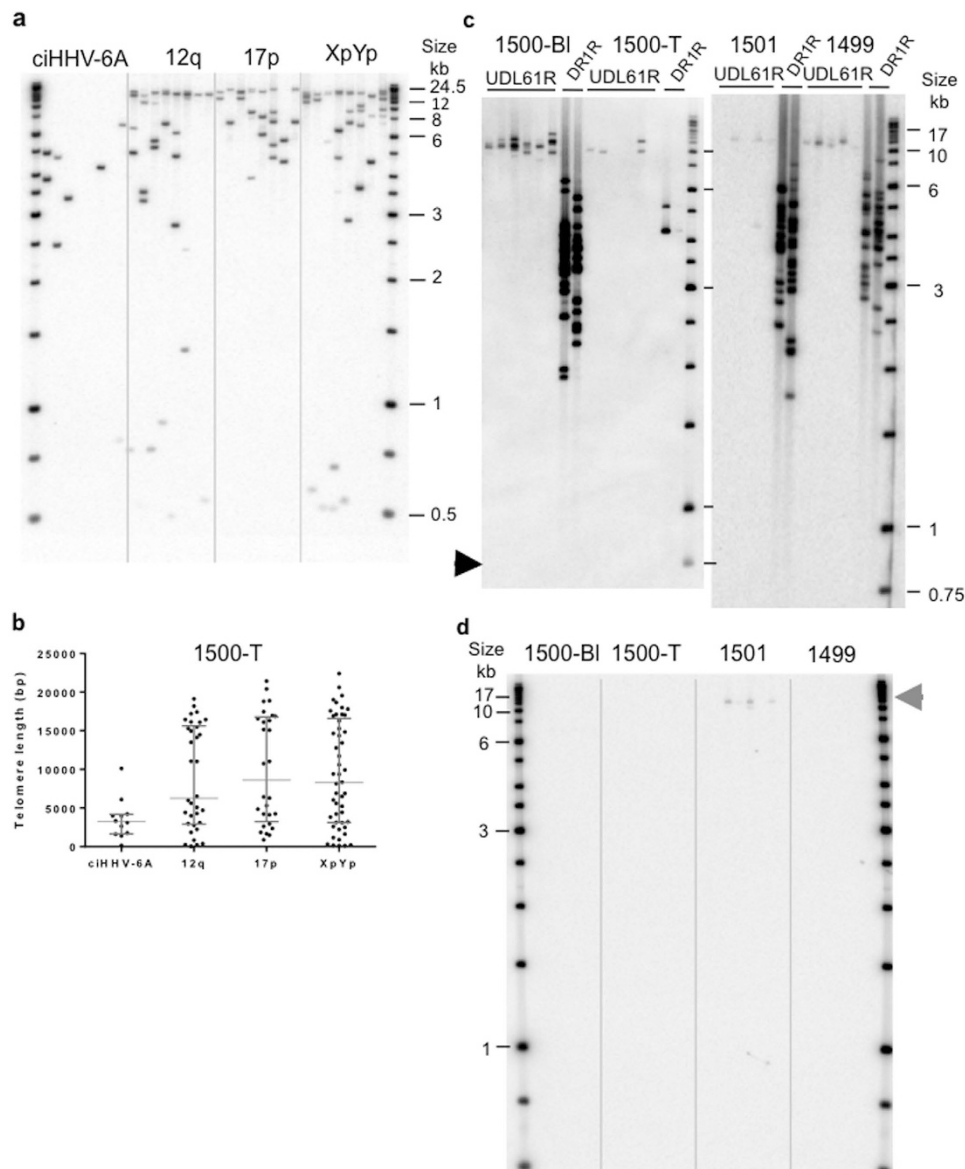 a
ciHHV-6A 12q 17p XpYp
Size
kb
24.5
12
8
6
3
2
1
0.5
b
1500-T
Telomere length (bp)
25000
20000
15000
10000
5000
0
ciHHV-6A 12q 17p XpYp
c
1500-Bl 1500-T
UDL61R DR1R UDL61R DR1R
1501 1499
UDL61R DR1R UDL61R DR1R
Size
kb
17
10
6
3
1
0.75
d
Size
kb
1500-Bl 1500-T 1501 1499
17
10
6
3
1